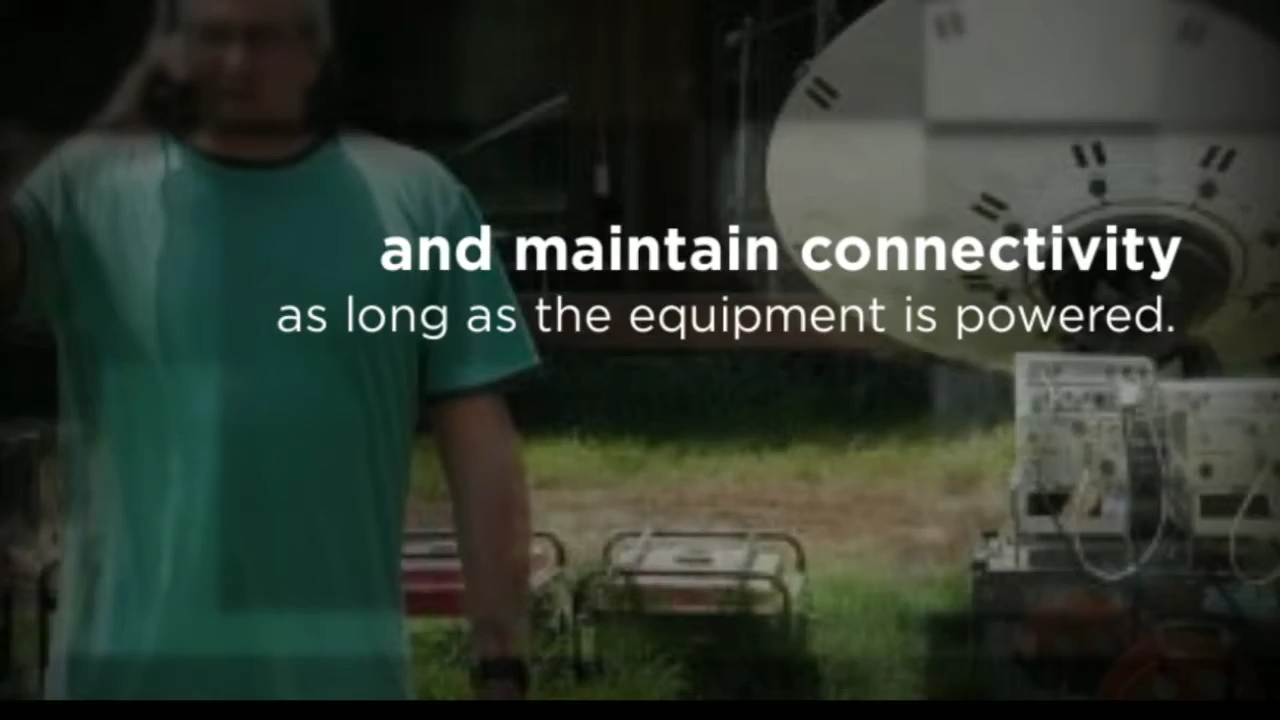 and maintain connectivity
as long as the equipment is powered.